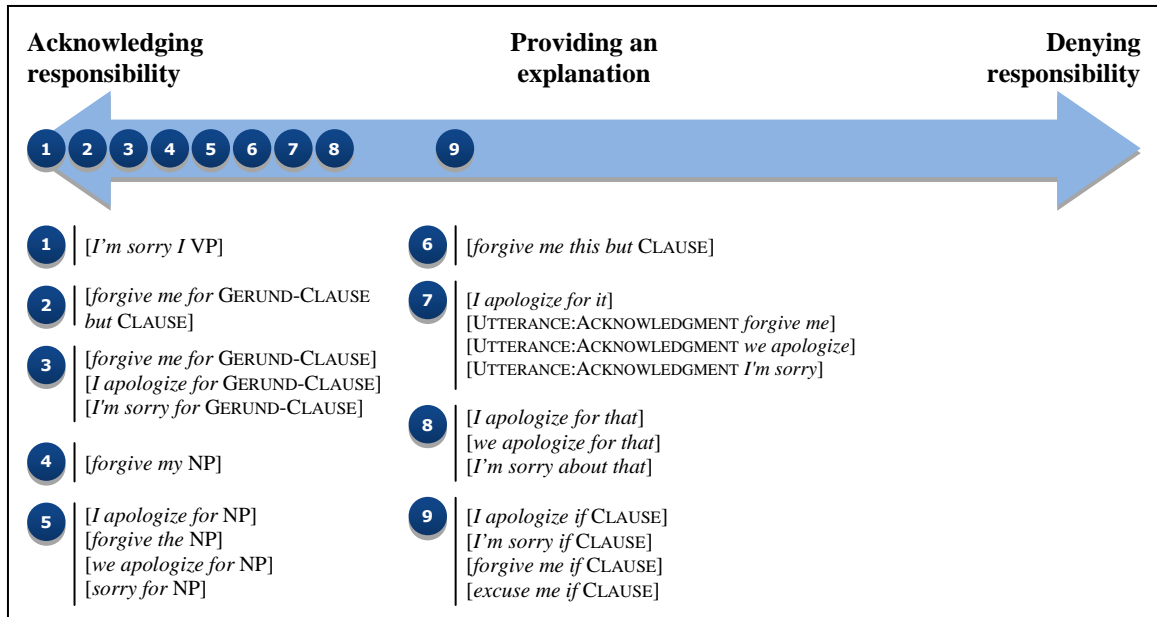 Acknowledging
responsibility
Providing an
explanation
Denying
responsibility
1 2 3 4 5 6 7 8 9
1 [I’m sorry I VP]
2 [forgive me for GERUND-CLAUSE
but CLAUSE]
3 [forgive me for GERUND-CLAUSE]
[I apologize for GERUND-CLAUSE]
[I'm sorry for GERUND-CLAUSE]
4 [forgive my NP]
5 [I apologize for NP]
[forgive the NP]
[we apologize for NP]
[sorry for NP]
6 [forgive me this but CLAUSE]
7 [I apologize for it]
[UTTERANCE:ACKNOWLEDGMENT forgive me]
[UTTERANCE:ACKNOWLEDGMENT we apologize]
[UTTERANCE:ACKNOWLEDGMENT I'm sorry]
8 [I apologize for that]
[we apologize for that]
[I’m sorry about that]
9 [I apologize if CLAUSE]
[I'm sorry if CLAUSE]
[forgive me if CLAUSE]
[excuse me if CLAUSE]